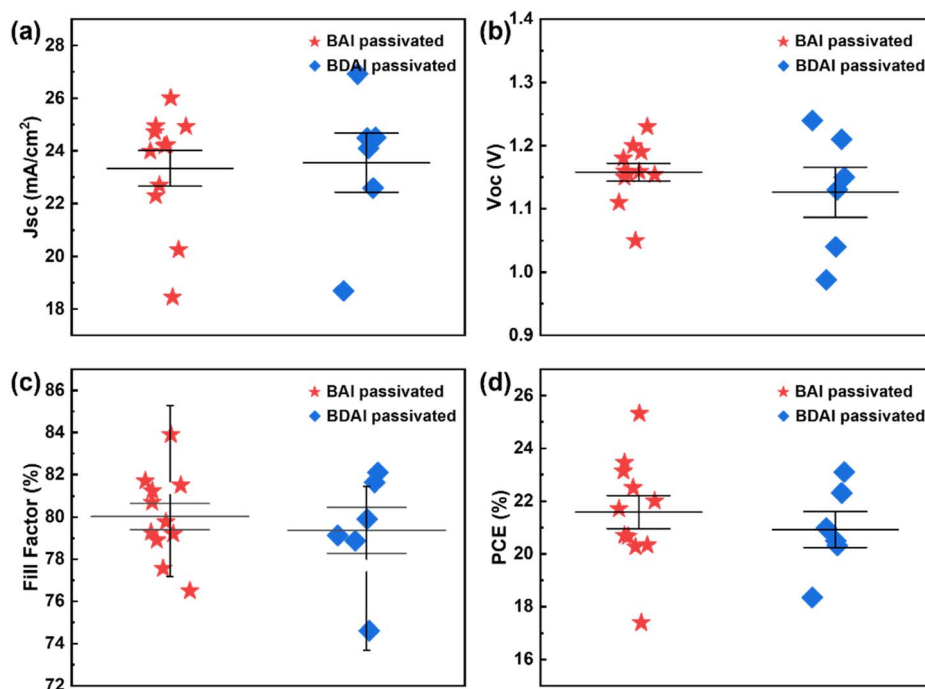 (a)
BAI passivated
BDAI passivated
28
26
24
22
20
18
Jsc (mA/cm²)
(b)
BAI passivated
BDAI passivated
1.4
1.3
1.2
1.1
1.0
0.9
Voc (V)
(c)
BAI passivated
BDAI passivated
86
84
82
80
78
76
74
72
Fill Factor (%)
(d)
BAI passivated
BDAI passivated
26
24
22
20
18
16
PCE (%)